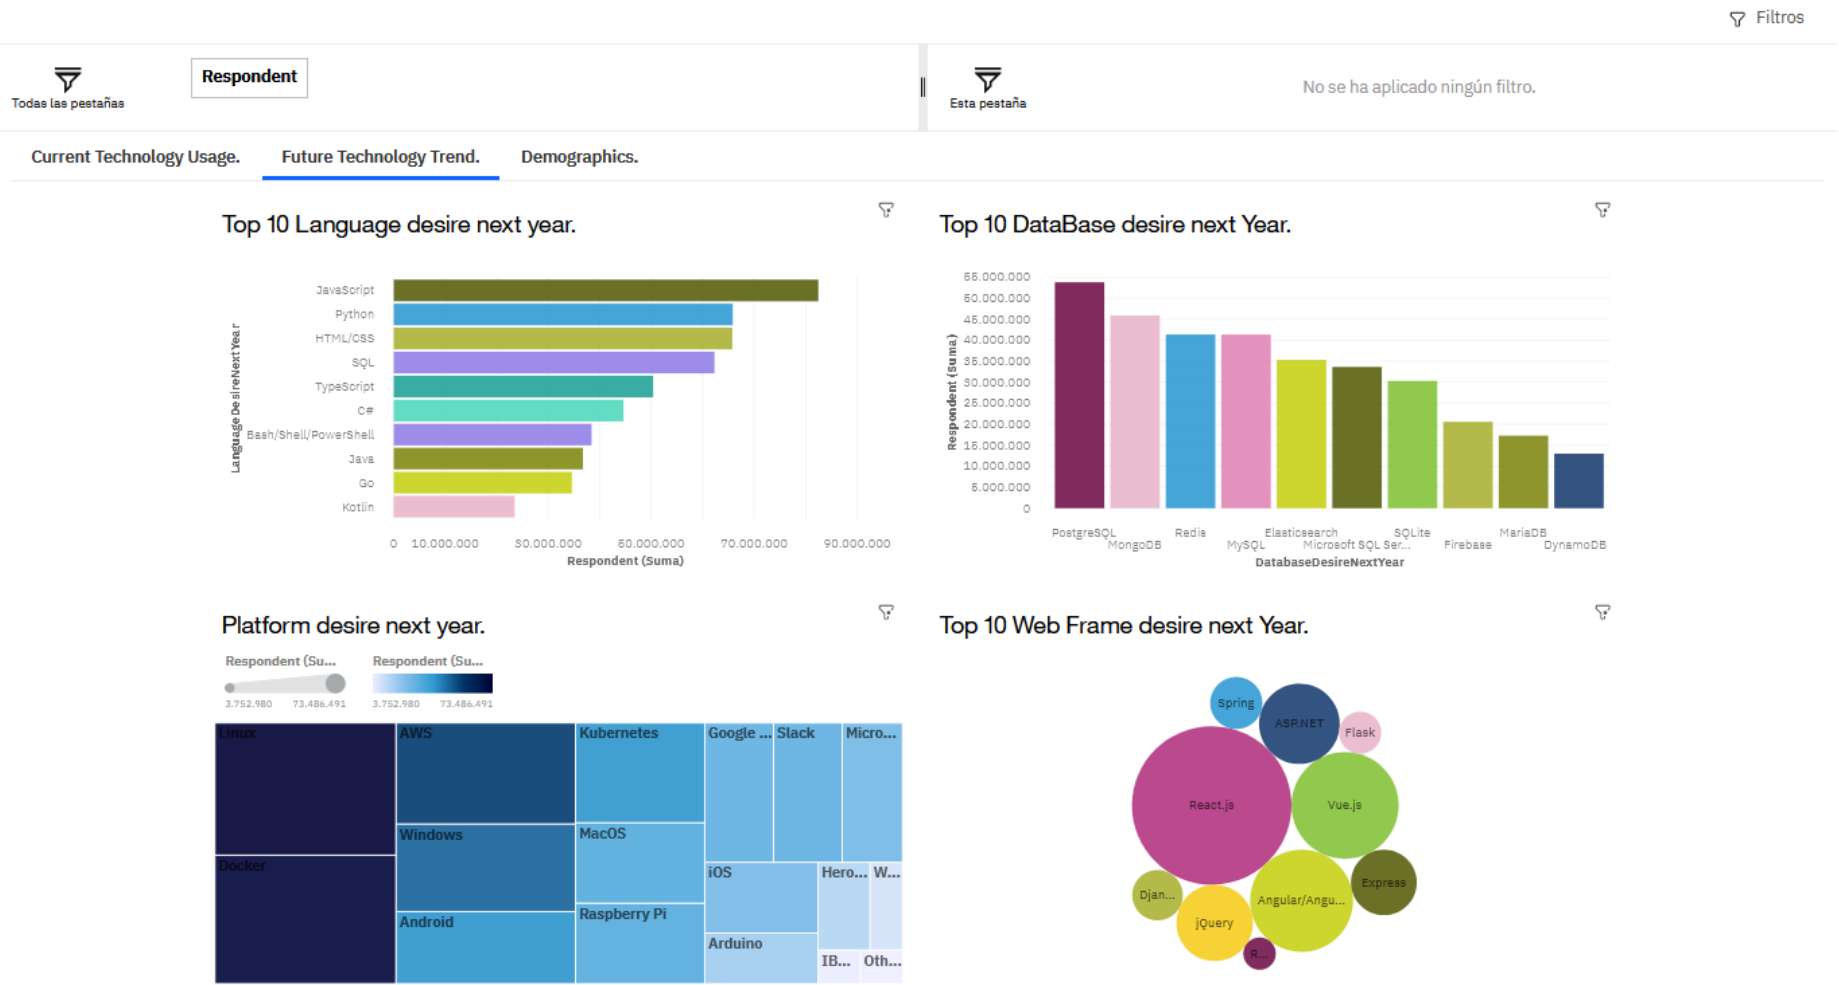 Filtros
Todas las pestañas
Respondent
Esta pestaña
No se ha aplicado ningún filtro.
Current Technology Usage.
Future Technology Trend.
Demographics.
Top 10 Language desire next year.
LanguageDesireNextYear
JavaScript
Python
HTML/CSS
SQL
TypeScript
C#
Bash/Shell/PowerShell
Java
Go
Kotlin
0 10.000.000 30.000.000 50.000.000 70.000.000 90.000.000
Respondent (Suma)
Top 10 DataBase desire next Year.
Respondent (Suma)
55.000.000
50.000.000
45.000.000
40.000.000
35.000.000
30.000.000
25.000.000
20.000.000
15.000.000
10.000.000
5.000.000
0
PostgreSQL
MongoDB
Redis
MySQL
Elasticsearch
Microsoft SQL Ser...
SQLite
Firebase
MariaDB
DynamoDB
DatabaseDesireNextYear
Platform desire next year.
Respondent (Su...
3.752.980 73.486.491
Respondent (Su...
3.752.980 73.486.491
Linux
Docker
AWS
Windows
Android
Kubernetes
MacOS
Raspberry Pi
Google ...
Slack
Micro...
iOS
Arduino
Hero...
W...
IB...
Oth...
Top 10 Web Frame desire next Year.
Spring
ASP.NET
Flask
React.js
Vue.js
Express
Djan...
Angular/Angu...
jQuery
R...